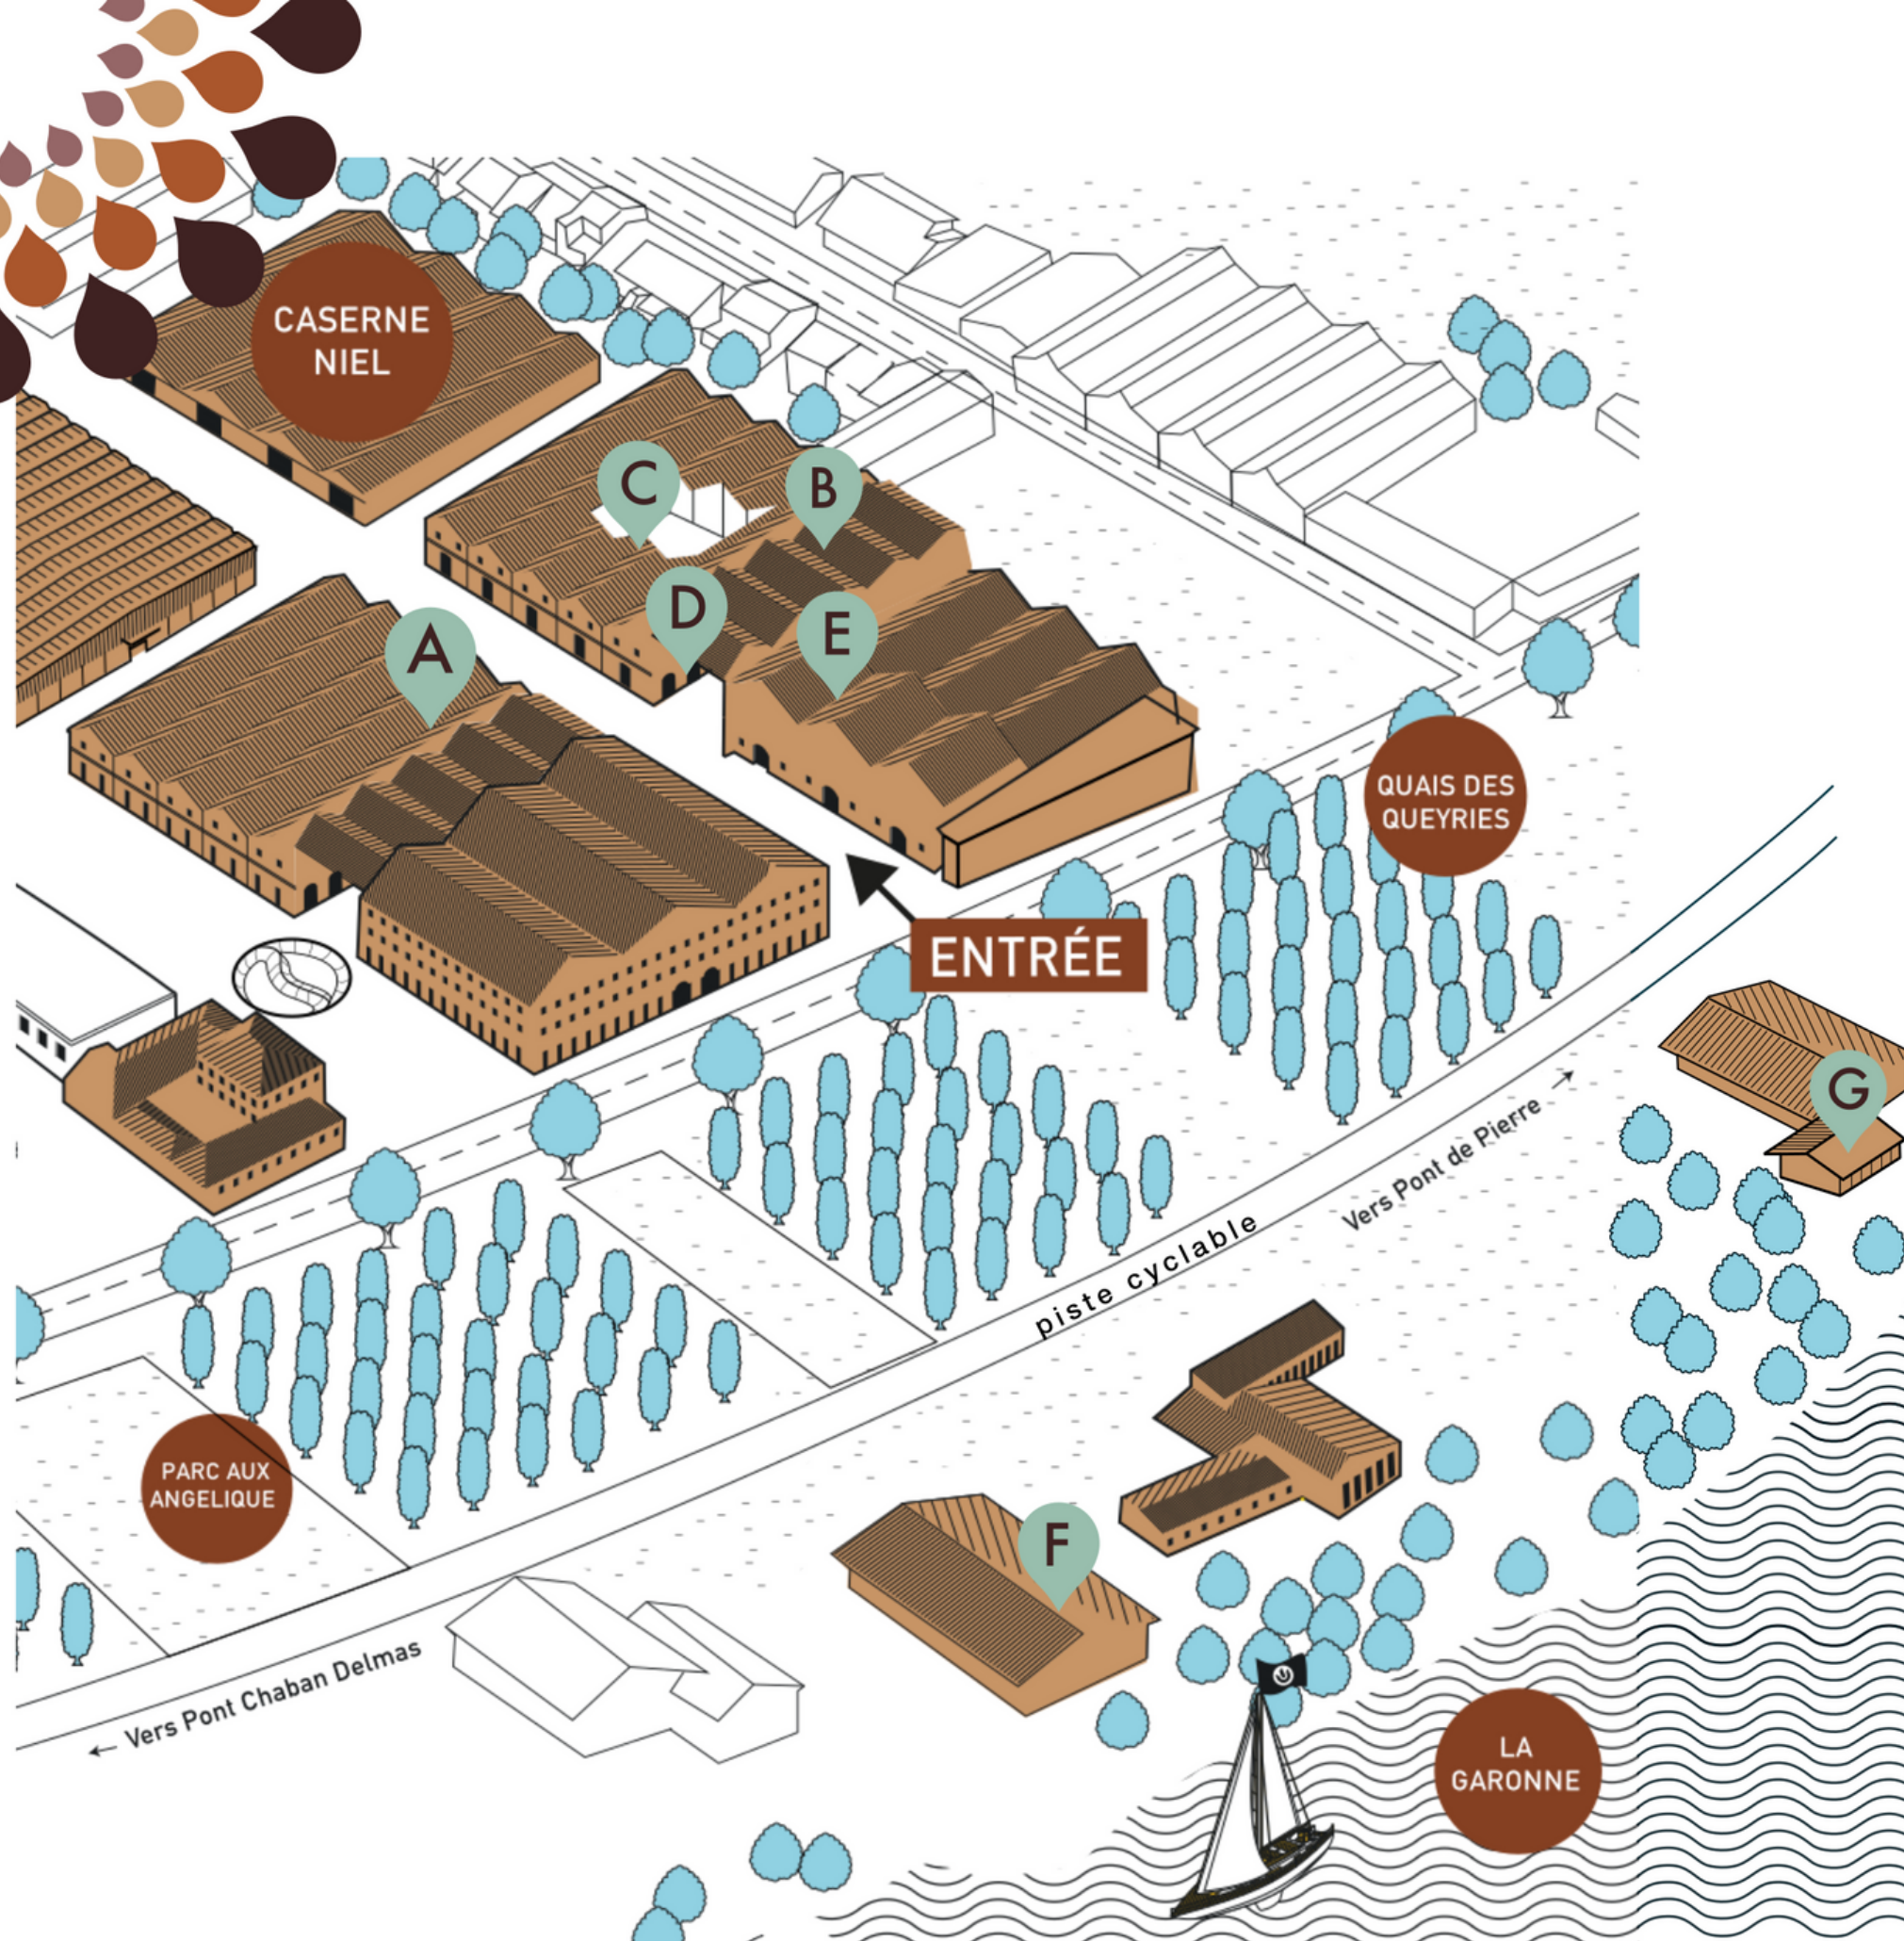 CASERNE
NIEL
C
B
D
E
A
QUAIS DES
QUEYRIES
ENTRÉE
G
Vers Pont de Pierre
piste cyclable
PARC AUX
ANGELIQUE
F
Vers Pont Chaban Delmas
LA
GARONNE